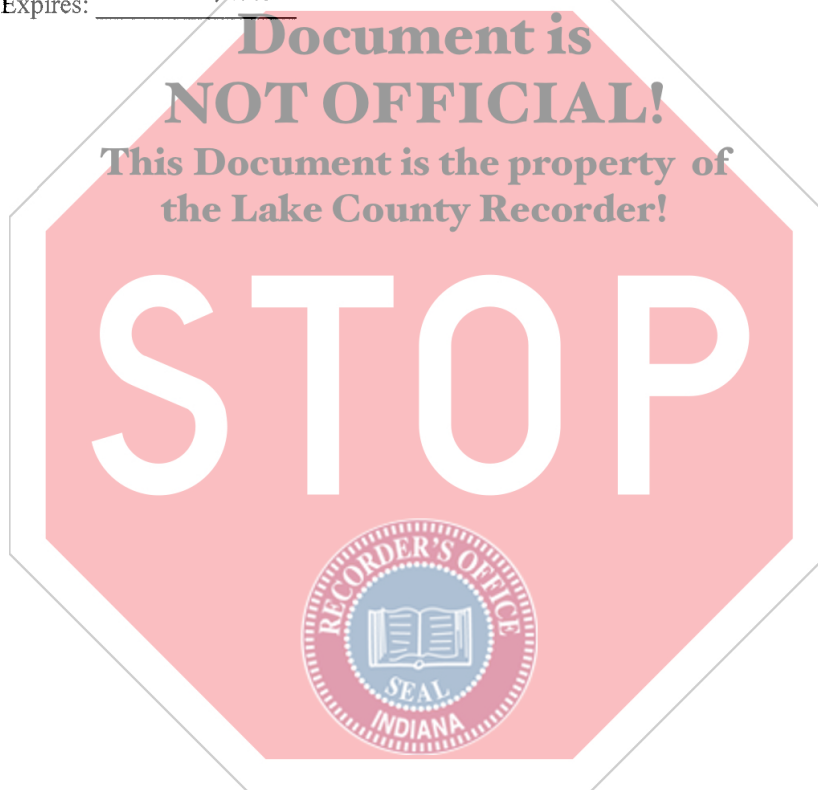 Expires:
Document is
NOT OFFICIAL!
This Document is the property of
the Lake County Recorder!
STOP
RECORDER'S OFFICE
SEAL
INDIANA